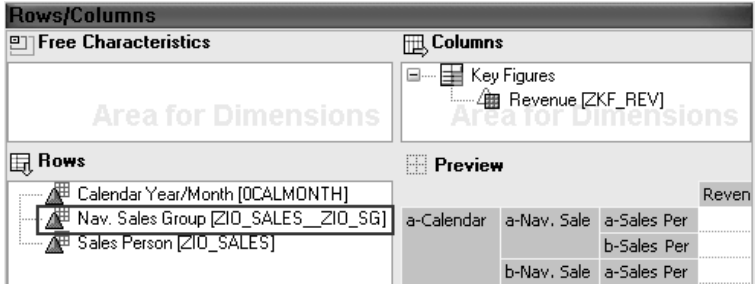 Rows/Columns
Free Characteristics
Area for Dimensions
Columns
Key Figures
Revenue [ZKF_REV]
Area for Dimensions
Rows
Calendar Year/Month [0CALMONTH]
Nav. Sales Group [ZIO_SALES__ZIO_SG]
Sales Person [ZIO_SALES]
Preview
Reven
a-Calendar a-Nav. Sale a-Sales Per
b-Sales Per
b-Nav. Sale a-Sales Per